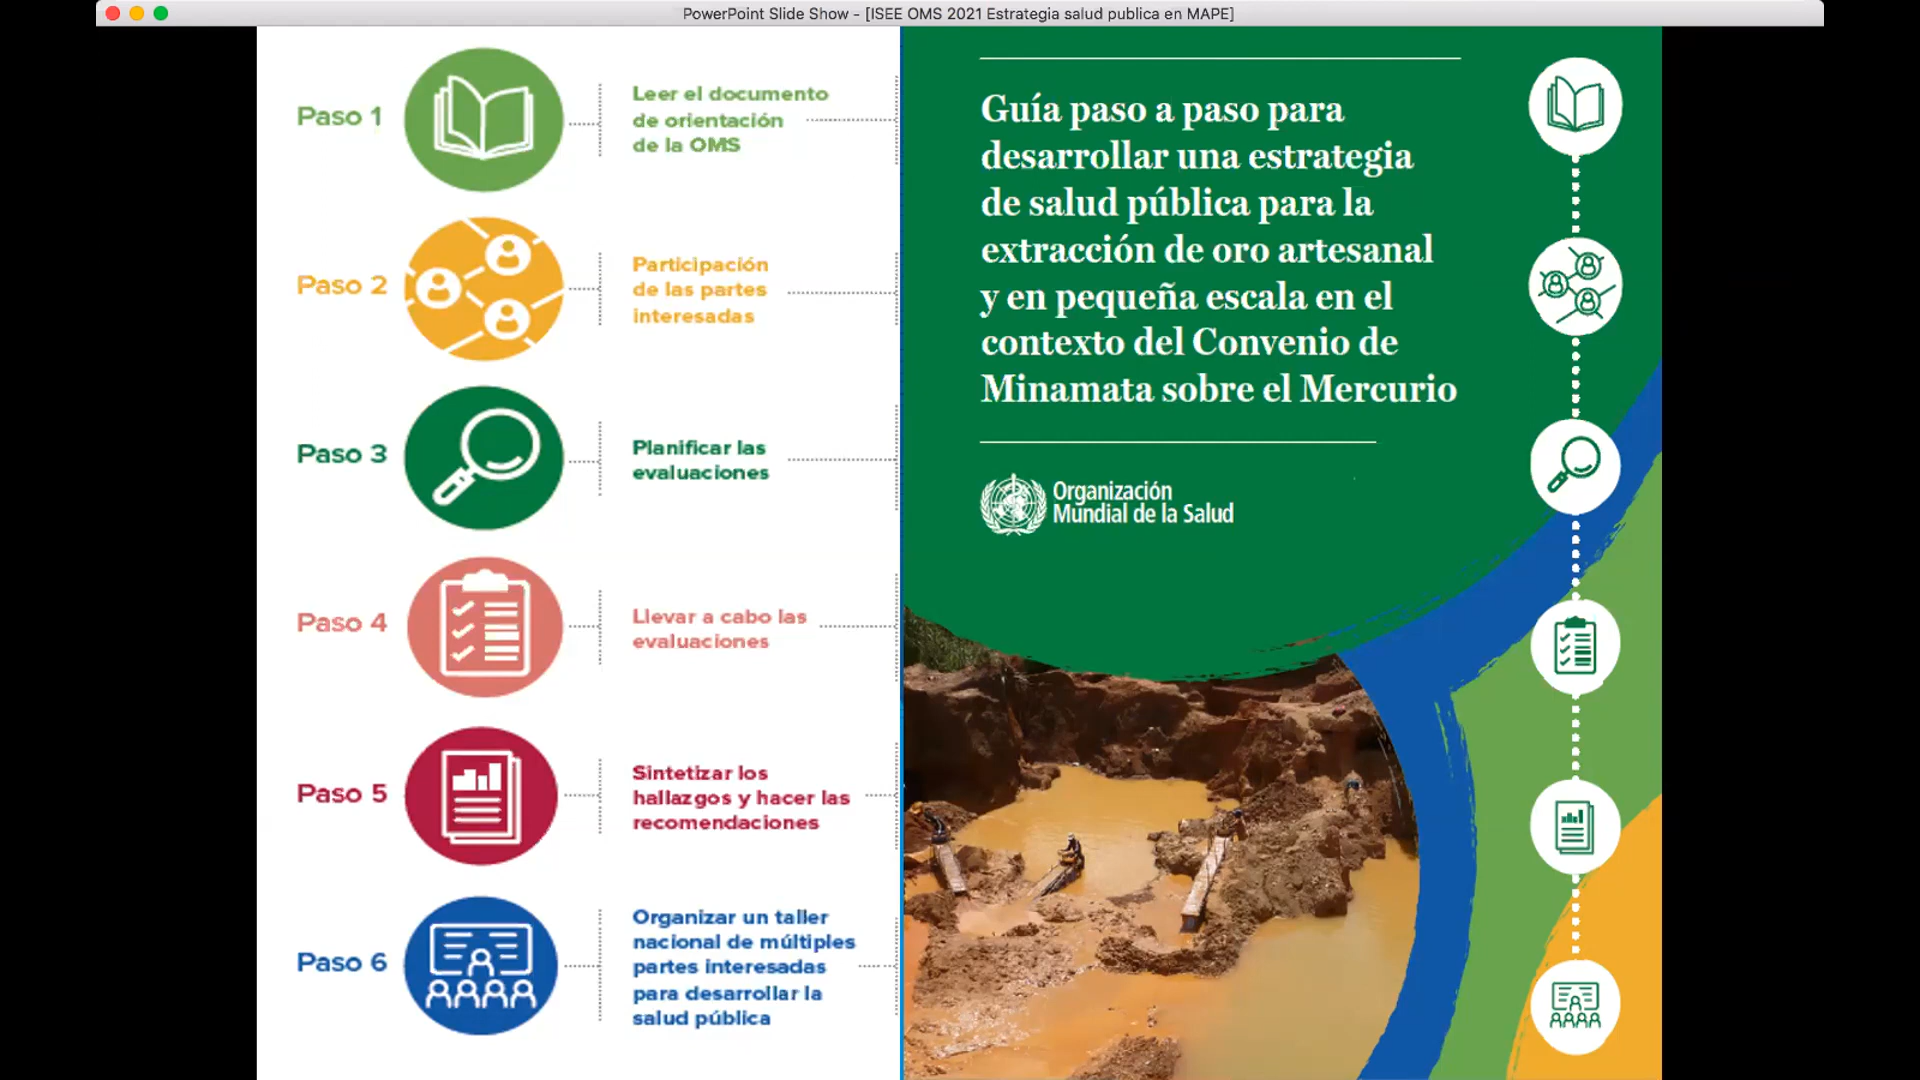 PowerPoint Slide Show - [ISEE OMS 2021 Estrategia salud publica en MAPE]
Paso 1
Leer el documento
de orientación
de la OMS
Paso 2
Participación
de las partes
interesadas
Paso 3
Planificar las
evaluaciones
Paso 4
Llevar a cabo las
evaluaciones
Paso 5
Sintetizar los
hallazgos y hacer las
recomendaciones
Paso 6
Organizar un taller
nacional de múltiples
partes interesadas
para desarrollar la
salud pública
Guía paso a paso para
desarrollar una estrategia
de salud pública para la
extracción de oro artesanal
y en pequeña escala en el
contexto del Convenio de
Minamata sobre el Mercurio
Organización
Mundial de la Salud